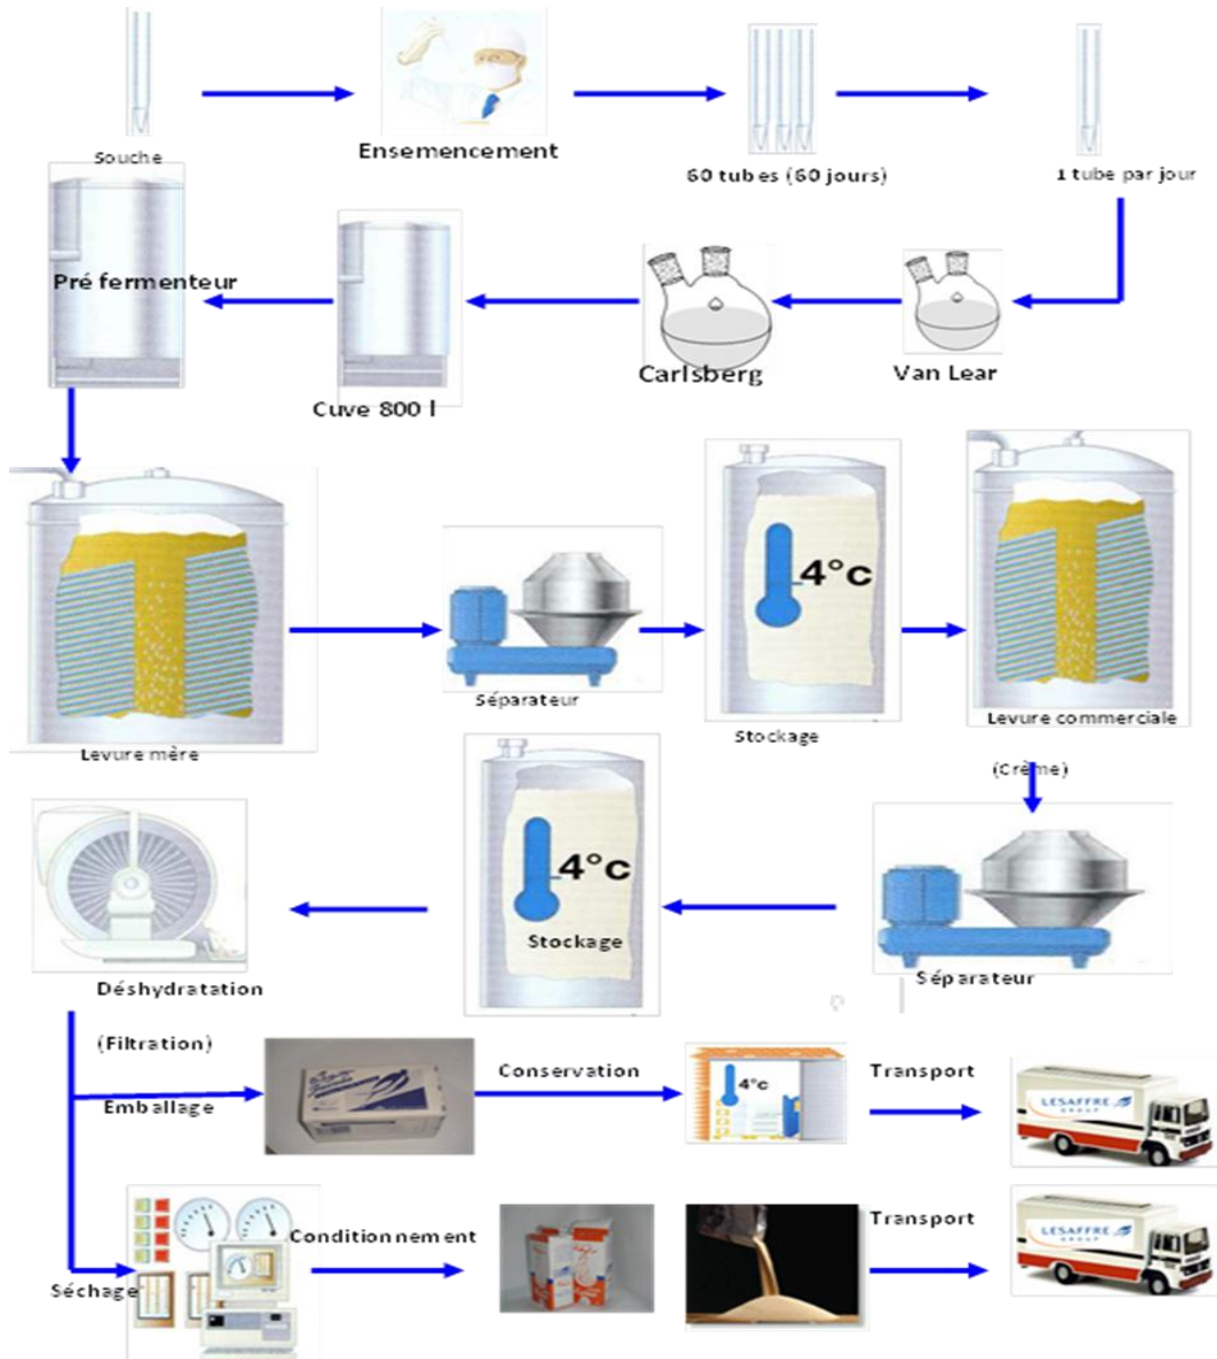 Souche
Ensemencement
60 tubes (60 jours)
1 tube par jour
Pré fermenteur
Cuve 800 l
Carlsberg
Van Lear
Levure mère
Séparateur
4°c
Stockage
Levure commerciale
(Crème)
Séparateur
4°c
Stockage
Déshydratation
(Filtration)
Emballage
Conservation
4°c
Transport
LESAFFRE
GROUP
Séchage
Conditionnement
Transport
LESAFFRE
GROUP